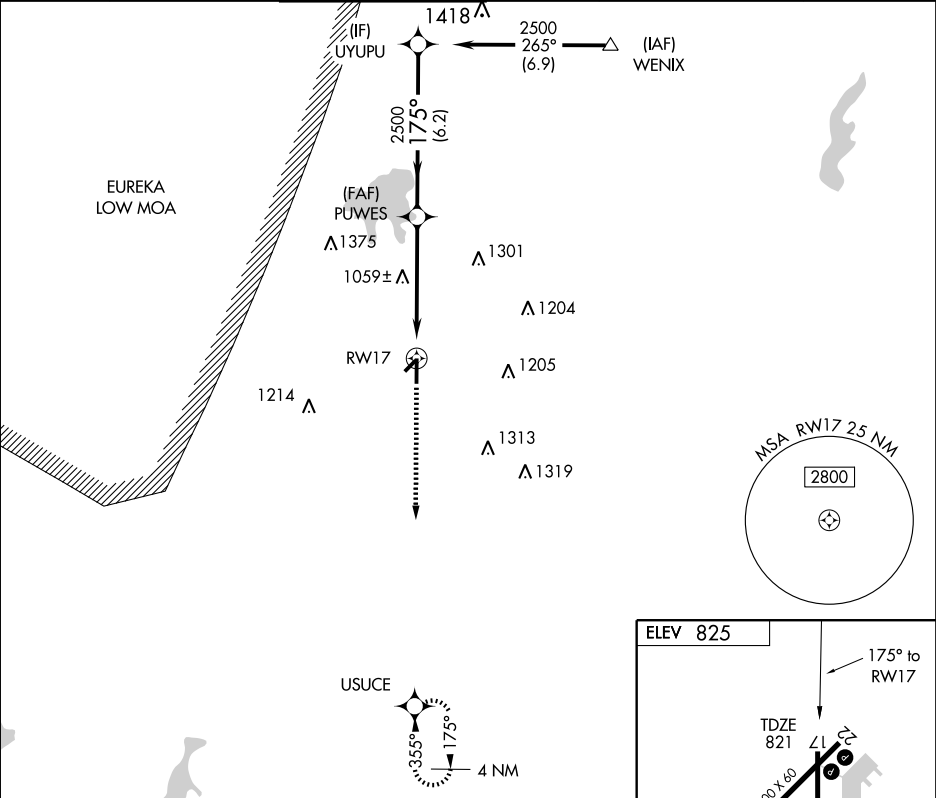 1418
(IF)
UYUPU
2500
265°
(6.9)
(IAF)
WENIX
2500
175°
(6.2)
EUREKA
LOW MOA
(FAF)
PUWES
1375
1301
1059±
1204
RW17
1205
1214
1313
1319
MSA RW17 25 NM
2800
ELEV 825
175° to
RW17
USUCE
355°
175°
4 NM
TDZE
821
17
22
P
P
X 60